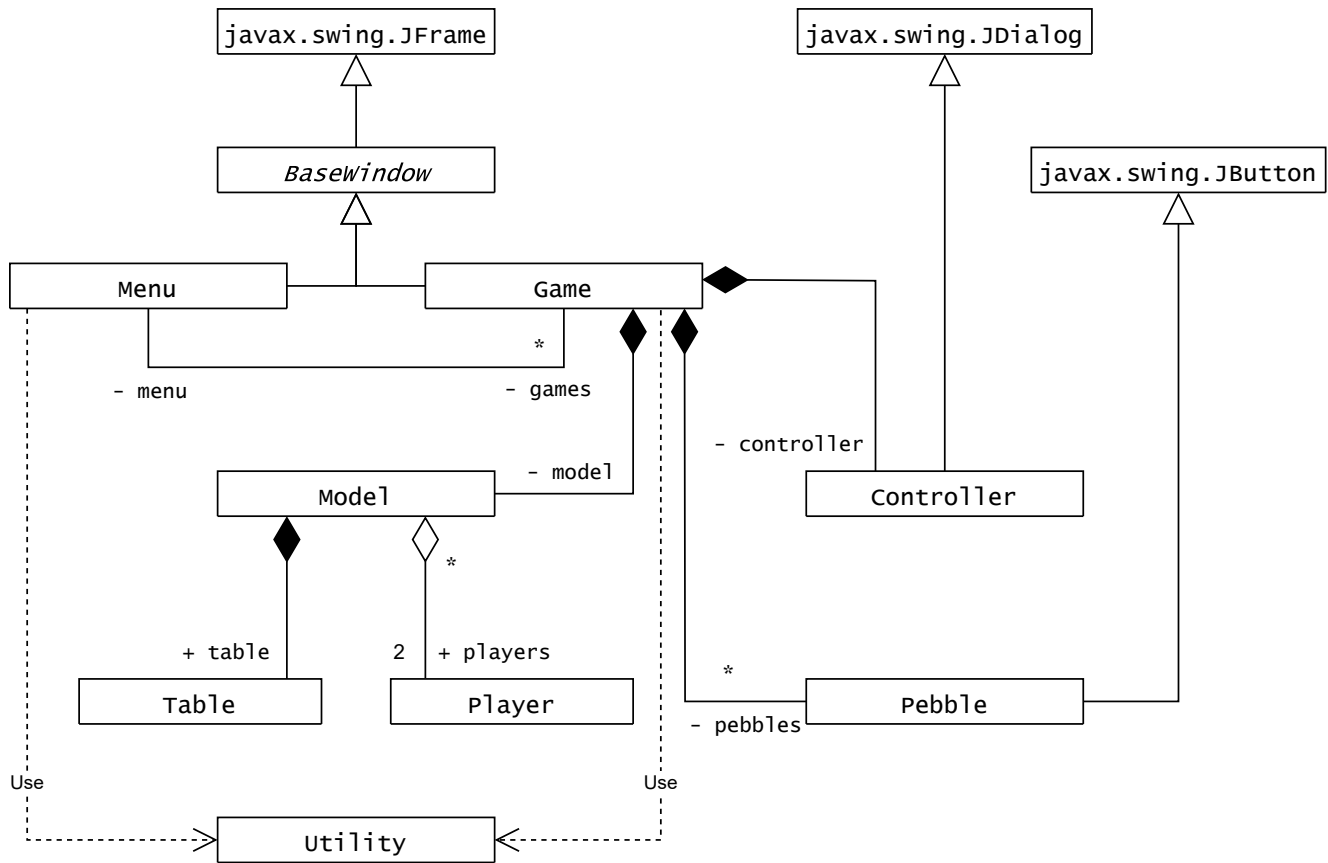 javax.swing.JFrame
javax.swing.JDialog
BaseWindow
javax.swing.JButton
Menu
Game
*
- menu
- games
- controller
- model
Model
Controller
*
+ table
2
+ players
*
Table
Player
Pebble
- pebbles
Use
Use
Utility